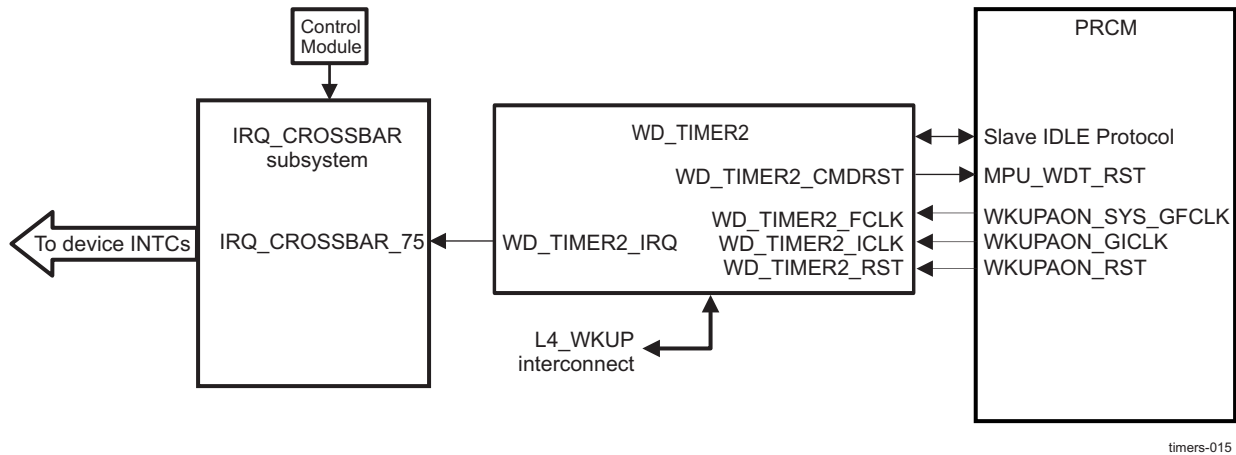 Control
Module
PRCM
IRQ_CROSSBAR
subsystem
WD_TIMER2
Slave IDLE Protocol
WD_TIMER2_CMDRST
MPU_WDT_RST
To device INTCs
IRQ_CROSSBAR_75
WD_TIMER2_IRQ
WD_TIMER2_FCLK
WKUPAON_SYS_GFCLK
WD_TIMER2_ICLK
WKUPAON_GICLK
WD_TIMER2_RST
WKUPAON_RST
L4_WKUP
interconnect
timers-015